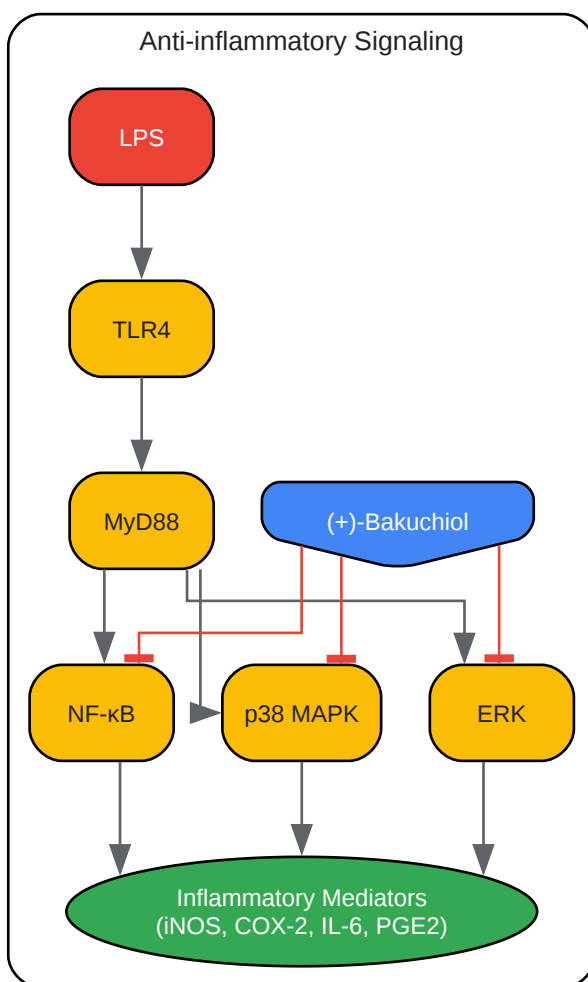 Anti-inflammatory Signaling
LPS
TLR4
MyD88
(+)-Bakuchiol
NF-κB
p38 MAPK
ERK
Inflammatory Mediators
(iNOS, COX-2, IL-6, PGE2)